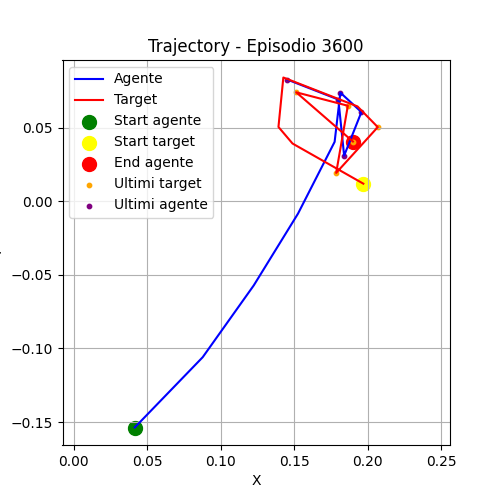 Trajectory - Episodio 3600
Agente
Target
Start agente
Start target
End agente
Ultimi target
Ultimi agente
0.05
0.00
−0.05
−0.10
−0.15
0.00
0.05
0.10
0.15
0.20
0.25
X